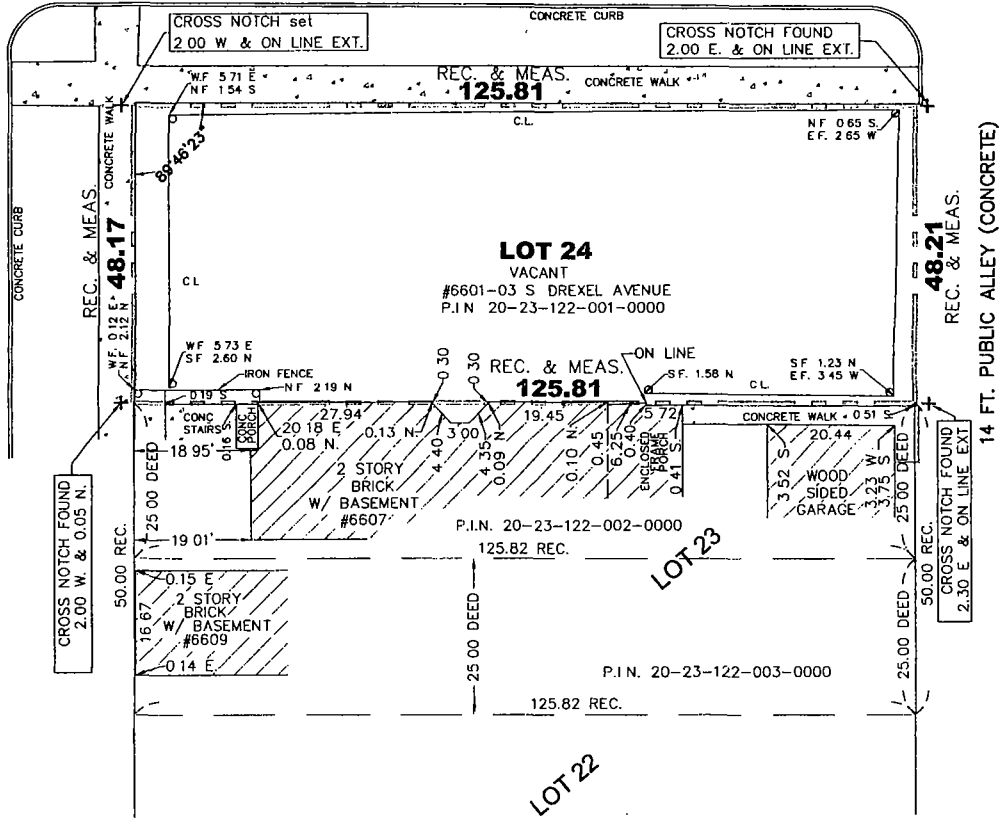 CROSS NOTCH set
2.00 W & ON LINE EXT.
CONCRETE CURB
CROSS NOTCH FOUND
2.00 E. & ON LINE EXT.
W.F 5 71 E
N F 1 54 S
REC. & MEAS.
125.81
CONCRETE WALK
C.L.
N F 0 65 S.
E F. 2 65 W
CONCRETE WALK
89°46'23"
CONCRETE CURB
REC. & MEAS.
48.17
C L
LOT 24
VACANT
#6601-03 S DREXEL AVENUE
P.I N 20-23-122-001-0000
48.21
REC. & MEAS.
14 FT. PUBLIC ALLEY (CONCRETE)
WF. 0 12 E
N F 2.12 N
WF 5 73 E
SF 2.60 N
IRON FENCE
N F 2 19 N
0 19 S
REC. & MEAS.
125.81
ON LINE
S F. 1.58 N
C L.
S F 1.23 N
E F. 3 45 W
CONC
STAIRS
0 16 S
CONC
PORCH
27.94
20 18 E
0.08 N.
0 30
0 30
0.13 N.
3 00
4 40
4 35
0.09 N
19.45
0 10 N.
0 45
6.25
0 40
5 72
ENCLOSED
FRAME
PORCH
0 4 1 S
CONCRETE WALK
0 51 S.
20.44
3 52 S
WOOD
SIDED
GARAGE
3.23 W
3 75 S
18 95'
25 00 DEED
2 STORY
BRICK
W/ BASEMENT
#6607
P.I.N. 20-23-122-002-0000
25 00 DEED
19 01'
125.82 REC.
LOT 23
CROSS NOTCH FOUND
2.00 W. & 0.05 N.
50.00 REC.
50 00 REC.
CROSS NOTCH FOUND
2.30 E & ON LINE EXT
0.15 E
16 67
2 STORY
BRICK
W/ BASEMENT
#6609
0 14 E
25 00 DEED
P.I.N. 20-23-122-003-0000
25.00 DEED
125.82 REC.
LOT 22